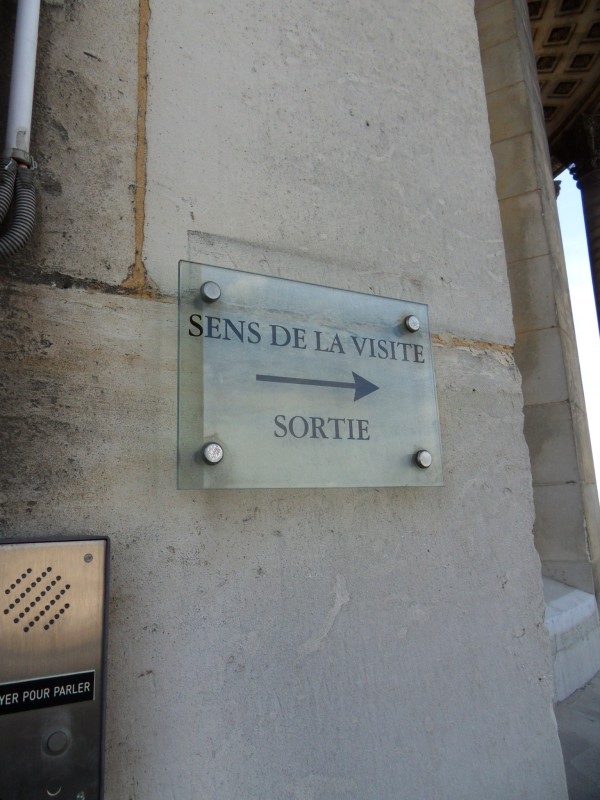 SENS DE LA VISITE
SORTIE
YER POUR PARLER